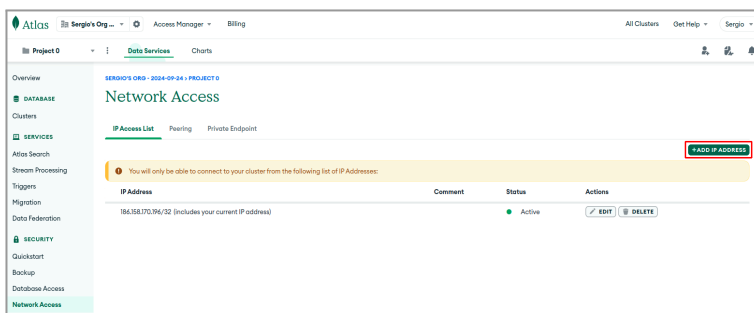 Atlas Sergio's Org ... Access Manager Billing All Clusters Get Help Sergio
Project 0 Data Services Charts
Overview
DATABASE
Clusters
SERVICES
Atlas Search
Stream Processing
Triggers
Migration
Data Federation
SECURITY
Quickstart
Backup
Database Access
Network Access
SERGIO'S ORG - 2024-09-24 > PROJECT 0
Network Access
IP Access List Peering Private Endpoint
+ ADD IP ADDRESS
You will only be able to connect to your cluster from the following list of IP Addresses:
IP Address Comment Status Actions
186.158.170.196/32 (includes your current IP address) Active EDIT DELETE